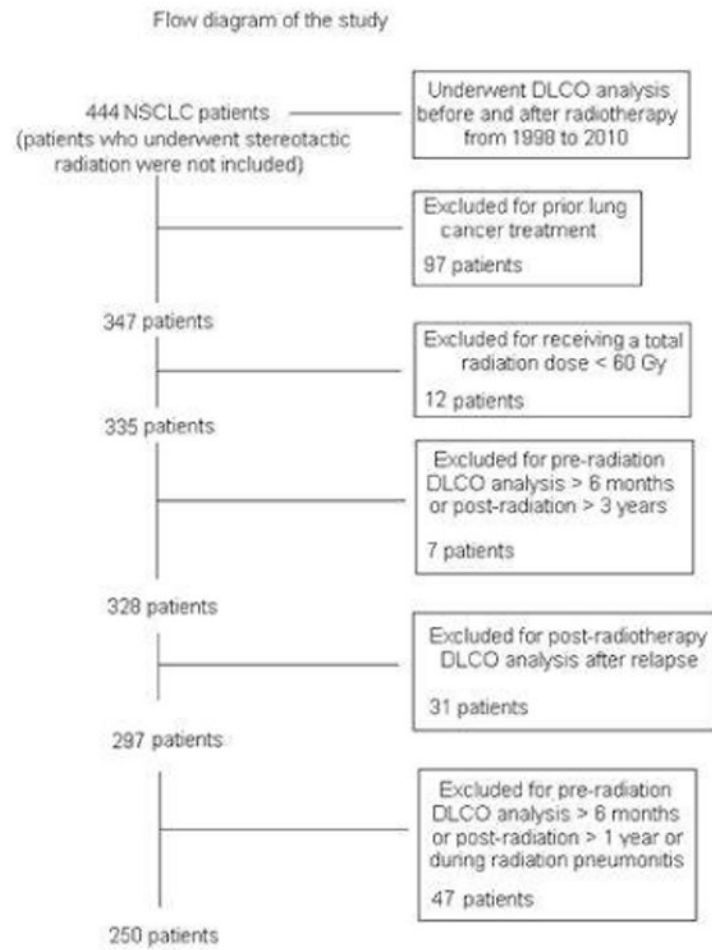 Flow diagram of the study
444 NSCLC patients
(patients who underwent stereotactic
radiation were not included)
Underwent DLCO analysis
before and after radiotherapy
from 1998 to 2010
Excluded for prior lung
cancer treatment
97 patients
347 patients
Excluded for receiving a total
radiation dose < 60 Gy
12 patients
335 patients
Excluded for pre-radiation
DLCO analysis > 6 months
or post-radiation > 3 years
7 patients
328 patients
Excluded for post-radiotherapy
DLCO analysis after relapse
31 patients
297 patients
Excluded for pre-radiation
DLCO analysis > 6 months
or post-radiation > 1 year or
during radiation pneumonitis
47 patients
250 patients